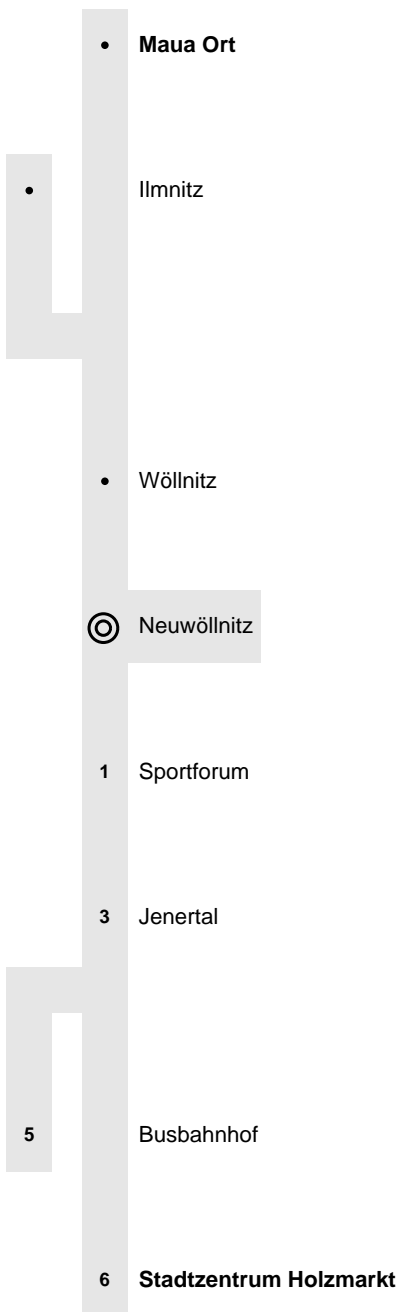 Maua Ort
Ilmnitz
Wöllnitz
Neuwöllnitz
1 Sportforum
3 Jenertal
5 Busbahnhof
6 Stadtzentrum Holzmarkt